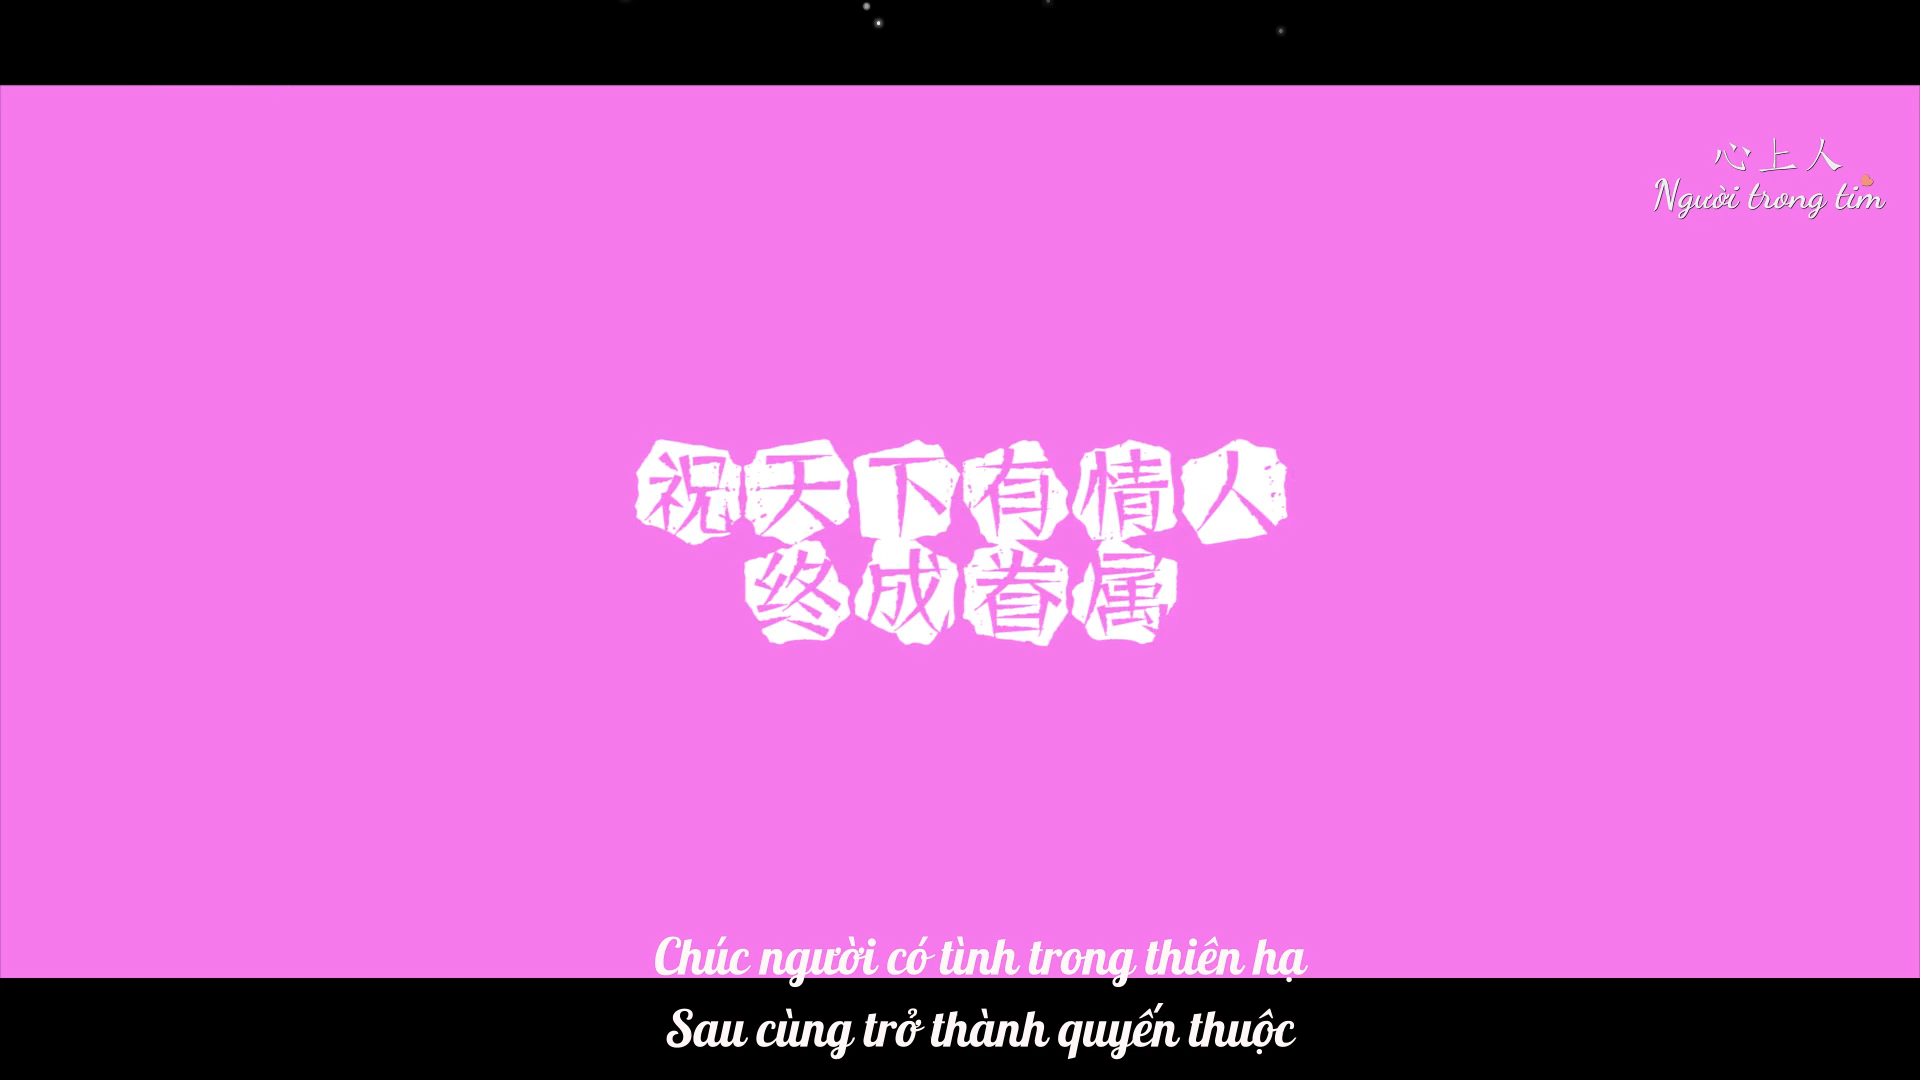 心上人
Người trong tim
祝天下有情人
终成眷属
Chúc người có tình trong thiên hạ
Sau cùng trở thành quyến thuộc